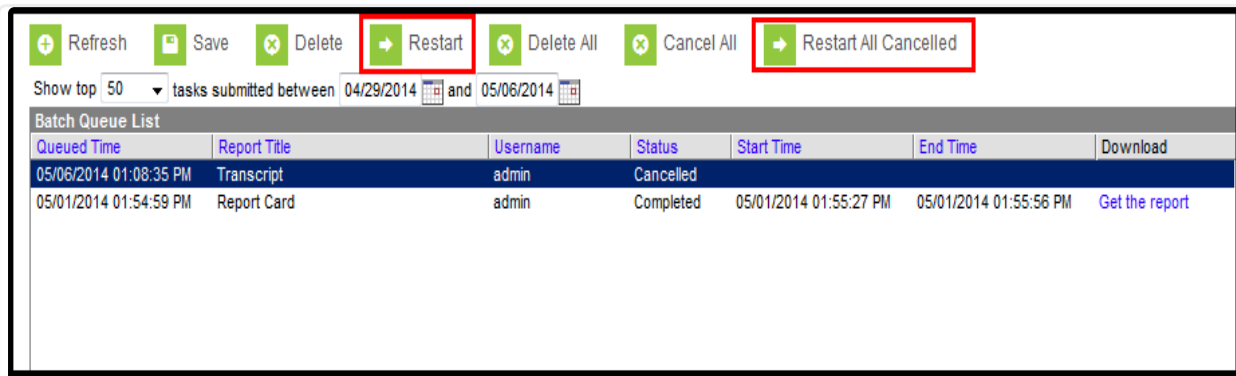 Refresh Save Delete Restart Delete All Cancel All Restart All Cancelled
Show top 50 tasks submitted between 04/29/2014 and 05/06/2014
Batch Queue List
Queued Time Report Title Username Status Start Time End Time Download
05/06/2014 01:08:35 PM Transcript admin Cancelled
05/01/2014 01:54:59 PM Report Card admin Completed 05/01/2014 01:55:27 PM 05/01/2014 01:55:56 PM Get the report